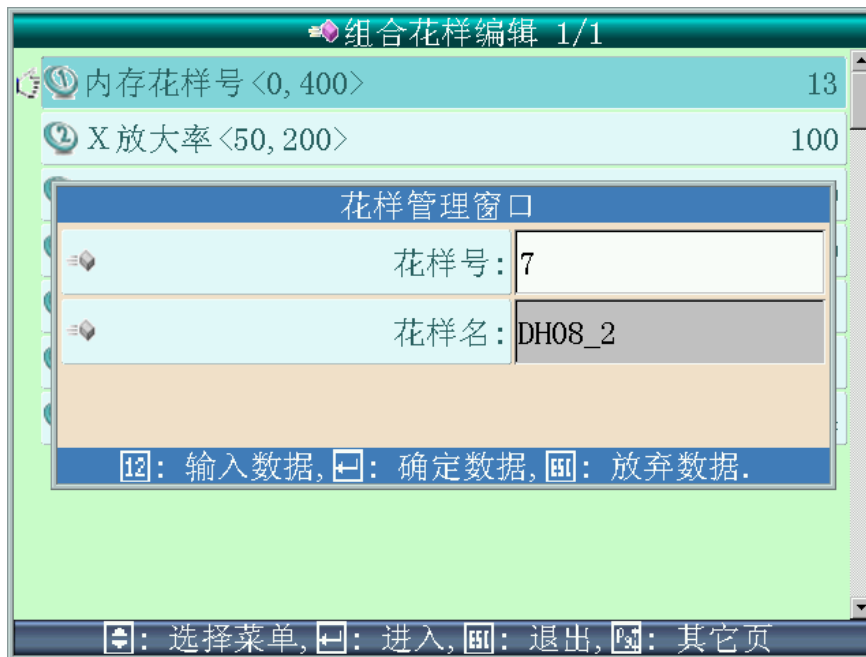 组合花样编辑 1/1
① 内存花样号<0,400> 13
② X放大率<50,200> 100
花样管理窗口
花样号: 7
花样名: DH08_2
12: 输入数据, ↵: 确定数据, ESC: 放弃数据.
选择菜单, ↵: 进入, ESC: 退出, Pg: 其它页